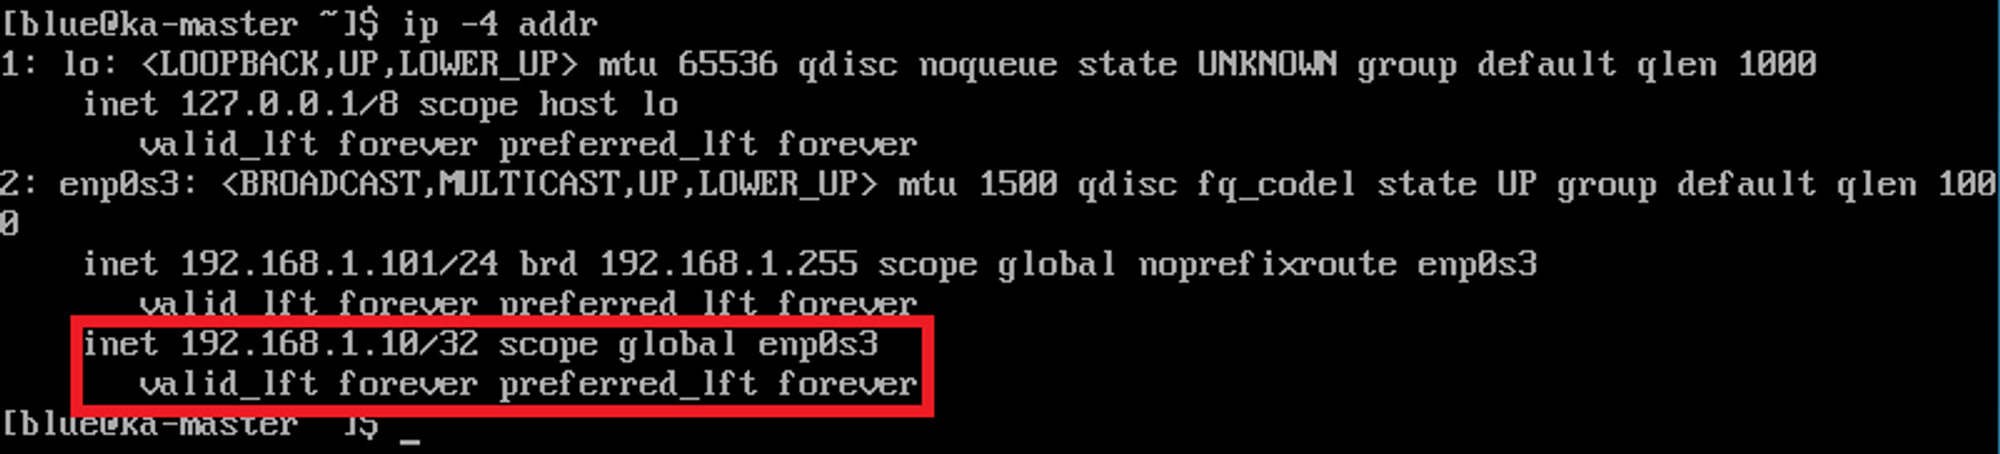 [blue@ka-master ~]$ ip -4 addr
1: lo: <LOOPBACK,UP,LOWER_UP> mtu 65536 qdisc noqueue state UNKNOWN group default qlen 1000
    inet 127.0.0.1/8 scope host lo
       valid_lft forever preferred_lft forever
2: enp0s3: <BROADCAST,MULTICAST,UP,LOWER_UP> mtu 1500 qdisc fq_codel state UP group default qlen 100
0
    inet 192.168.1.101/24 brd 192.168.1.255 scope global noprefixroute enp0s3
       valid_lft forever preferred_lft forever
    inet 192.168.1.10/32 scope global enp0s3
       valid_lft forever preferred_lft forever
[blue@ka-master ]$ _